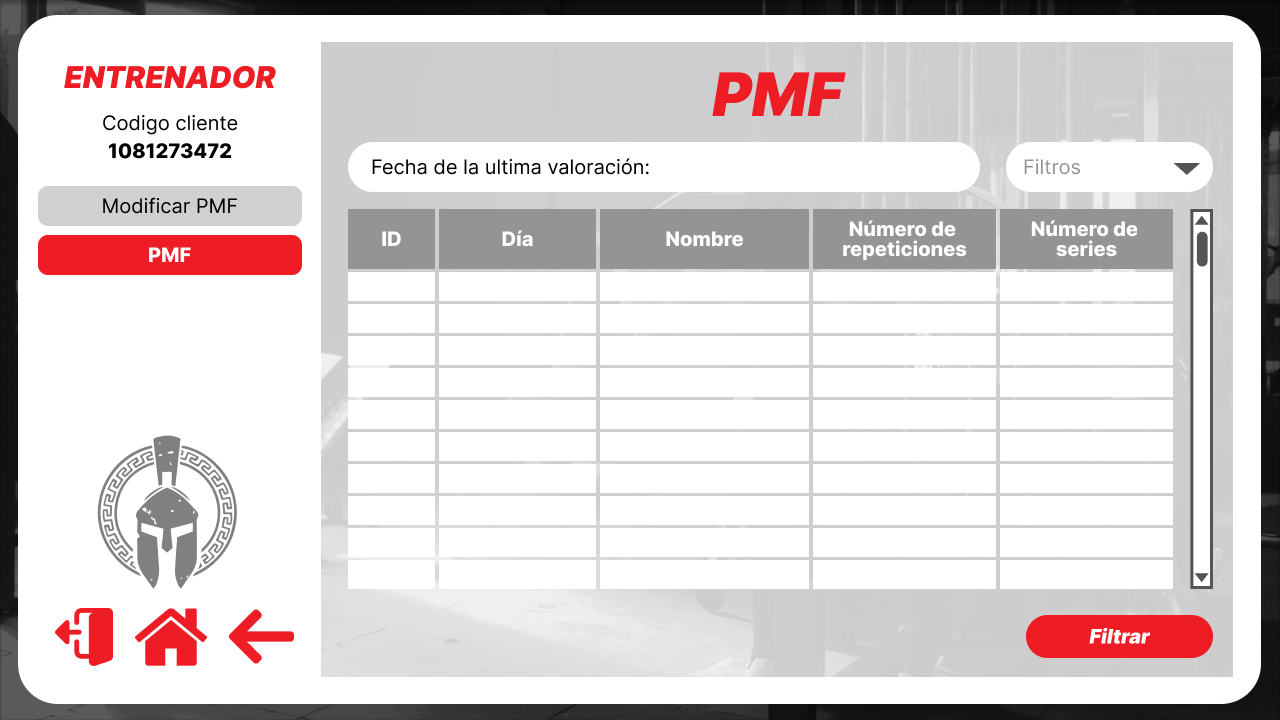 ENTRENADOR
Codigo cliente
1081273472
Modificar PMF
PMF
PMF
Fecha de la ultima valoración:
Filtros
ID
Día
Nombre
Número de
repeticiones
Número de
series
Filtrar